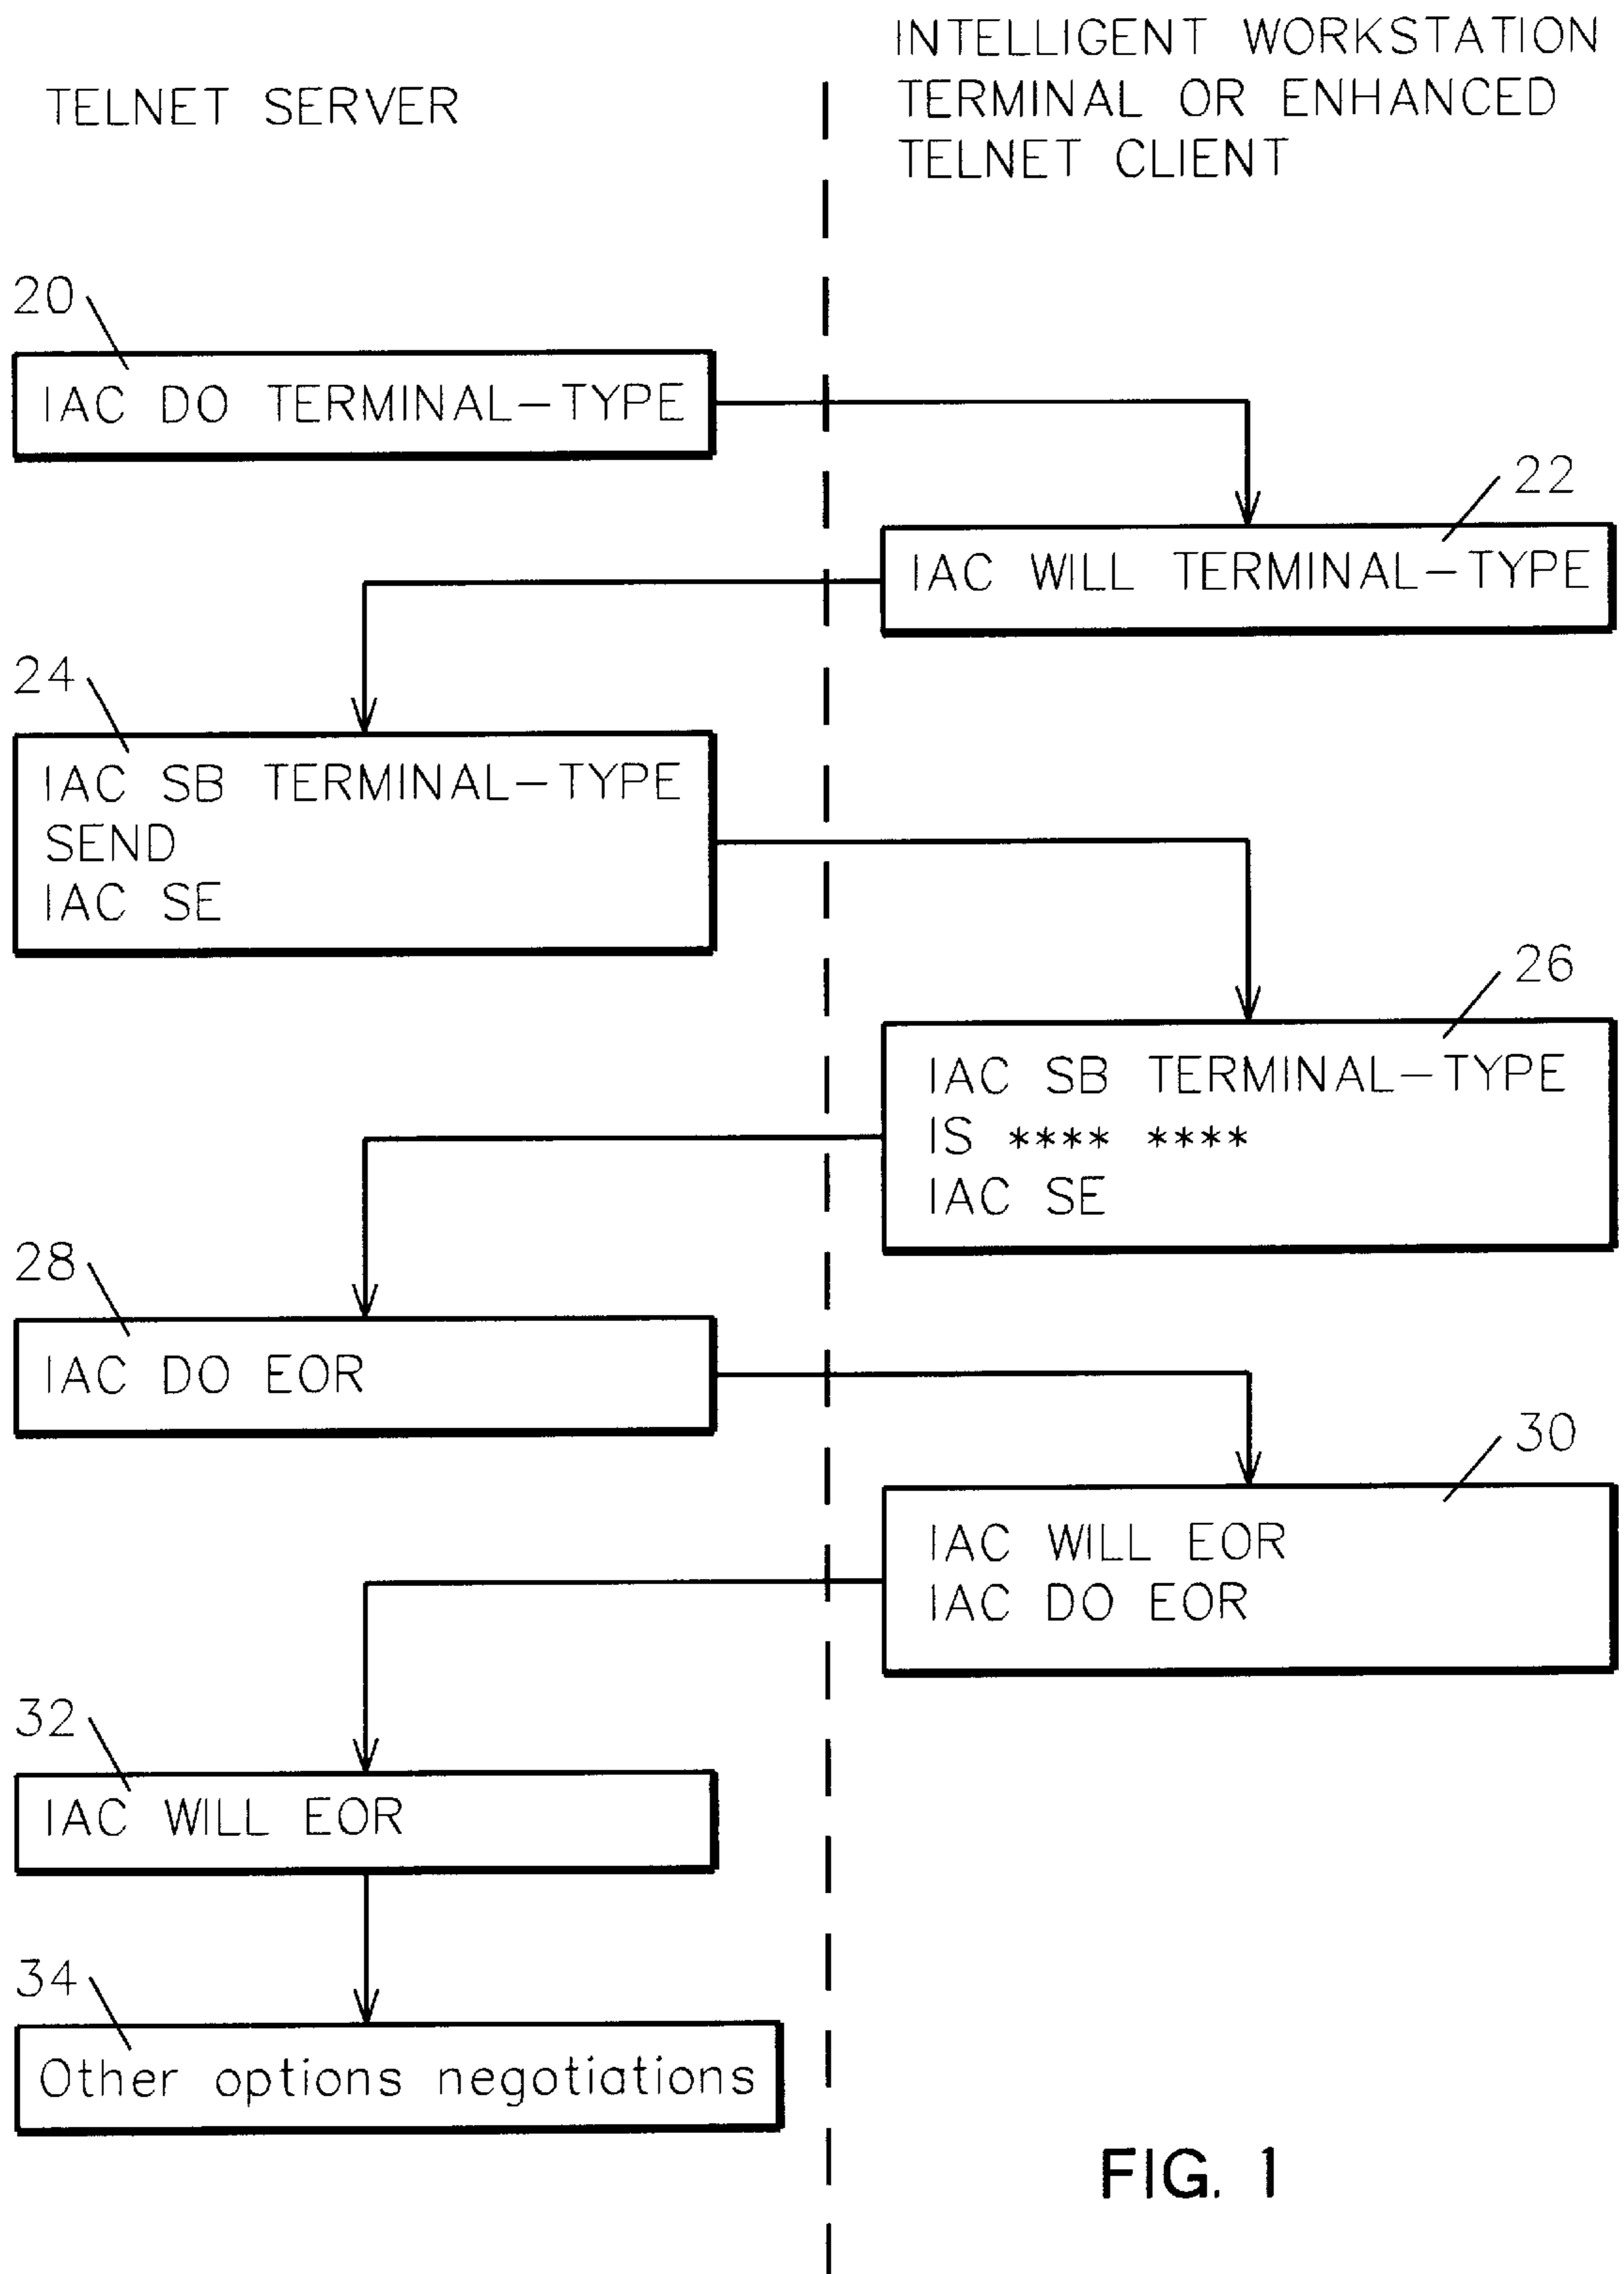 TELNET SERVER
INTELLIGENT WORKSTATION
TERMINAL OR ENHANCED
TELNET CLIENT
20
IAC DO TERMINAL-TYPE
22
IAC WILL TERMINAL-TYPE
24
IAC SB TERMINAL-TYPE
SEND
IAC SE
26
IAC SB TERMINAL-TYPE
IS **** ****
IAC SE
28
IAC DO EOR
30
IAC WILL EOR
IAC DO EOR
32
IAC WILL EOR
34
Other options negotiations
FIG. 1